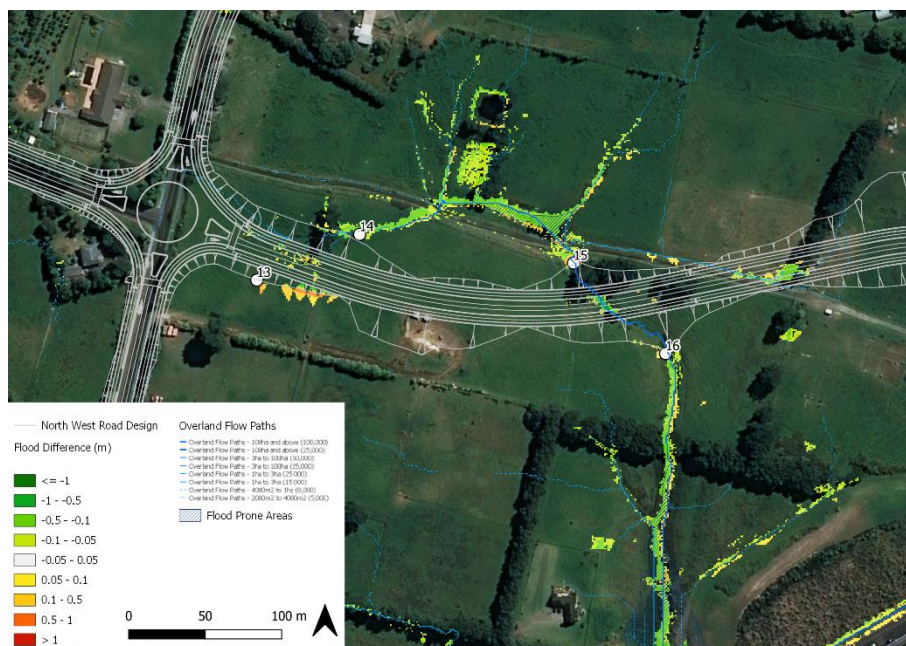 14
13
15
16
North West Road Design
Flood Difference (m)
<= -1
-1 - -0.5
-0.5 - -0.1
-0.1 - -0.05
-0.05 - 0.05
0.05 - 0.1
0.1 - 0.5
0.5 - 1
> 1
Overland Flow Paths
Overland Flow Paths - 100ha and above (100,000)
Overland Flow Paths - 100ha and above (25,000)
Overland Flow Paths - 3ha to 100ha (50,000)
Overland Flow Paths - 3ha to 100ha (25,000)
Overland Flow Paths - 1ha to 3ha (25 000)
Overland Flow Paths - 1ha to 3ha (15 000)
Overland Flow Paths - 4000m2 to 1ha (8,000)
Overland Flow Paths - 2000m2 to 4000m2 (5,000)
Flood Prone Areas
0 50 100 m